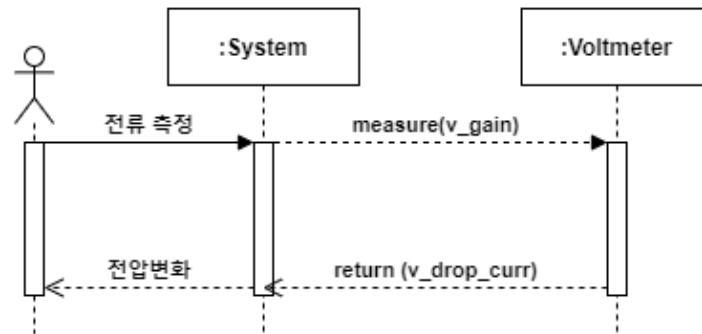 :System
:Voltmeter
전류 측정
measure(v_gain)
전압변화
return (v_drop_curr)